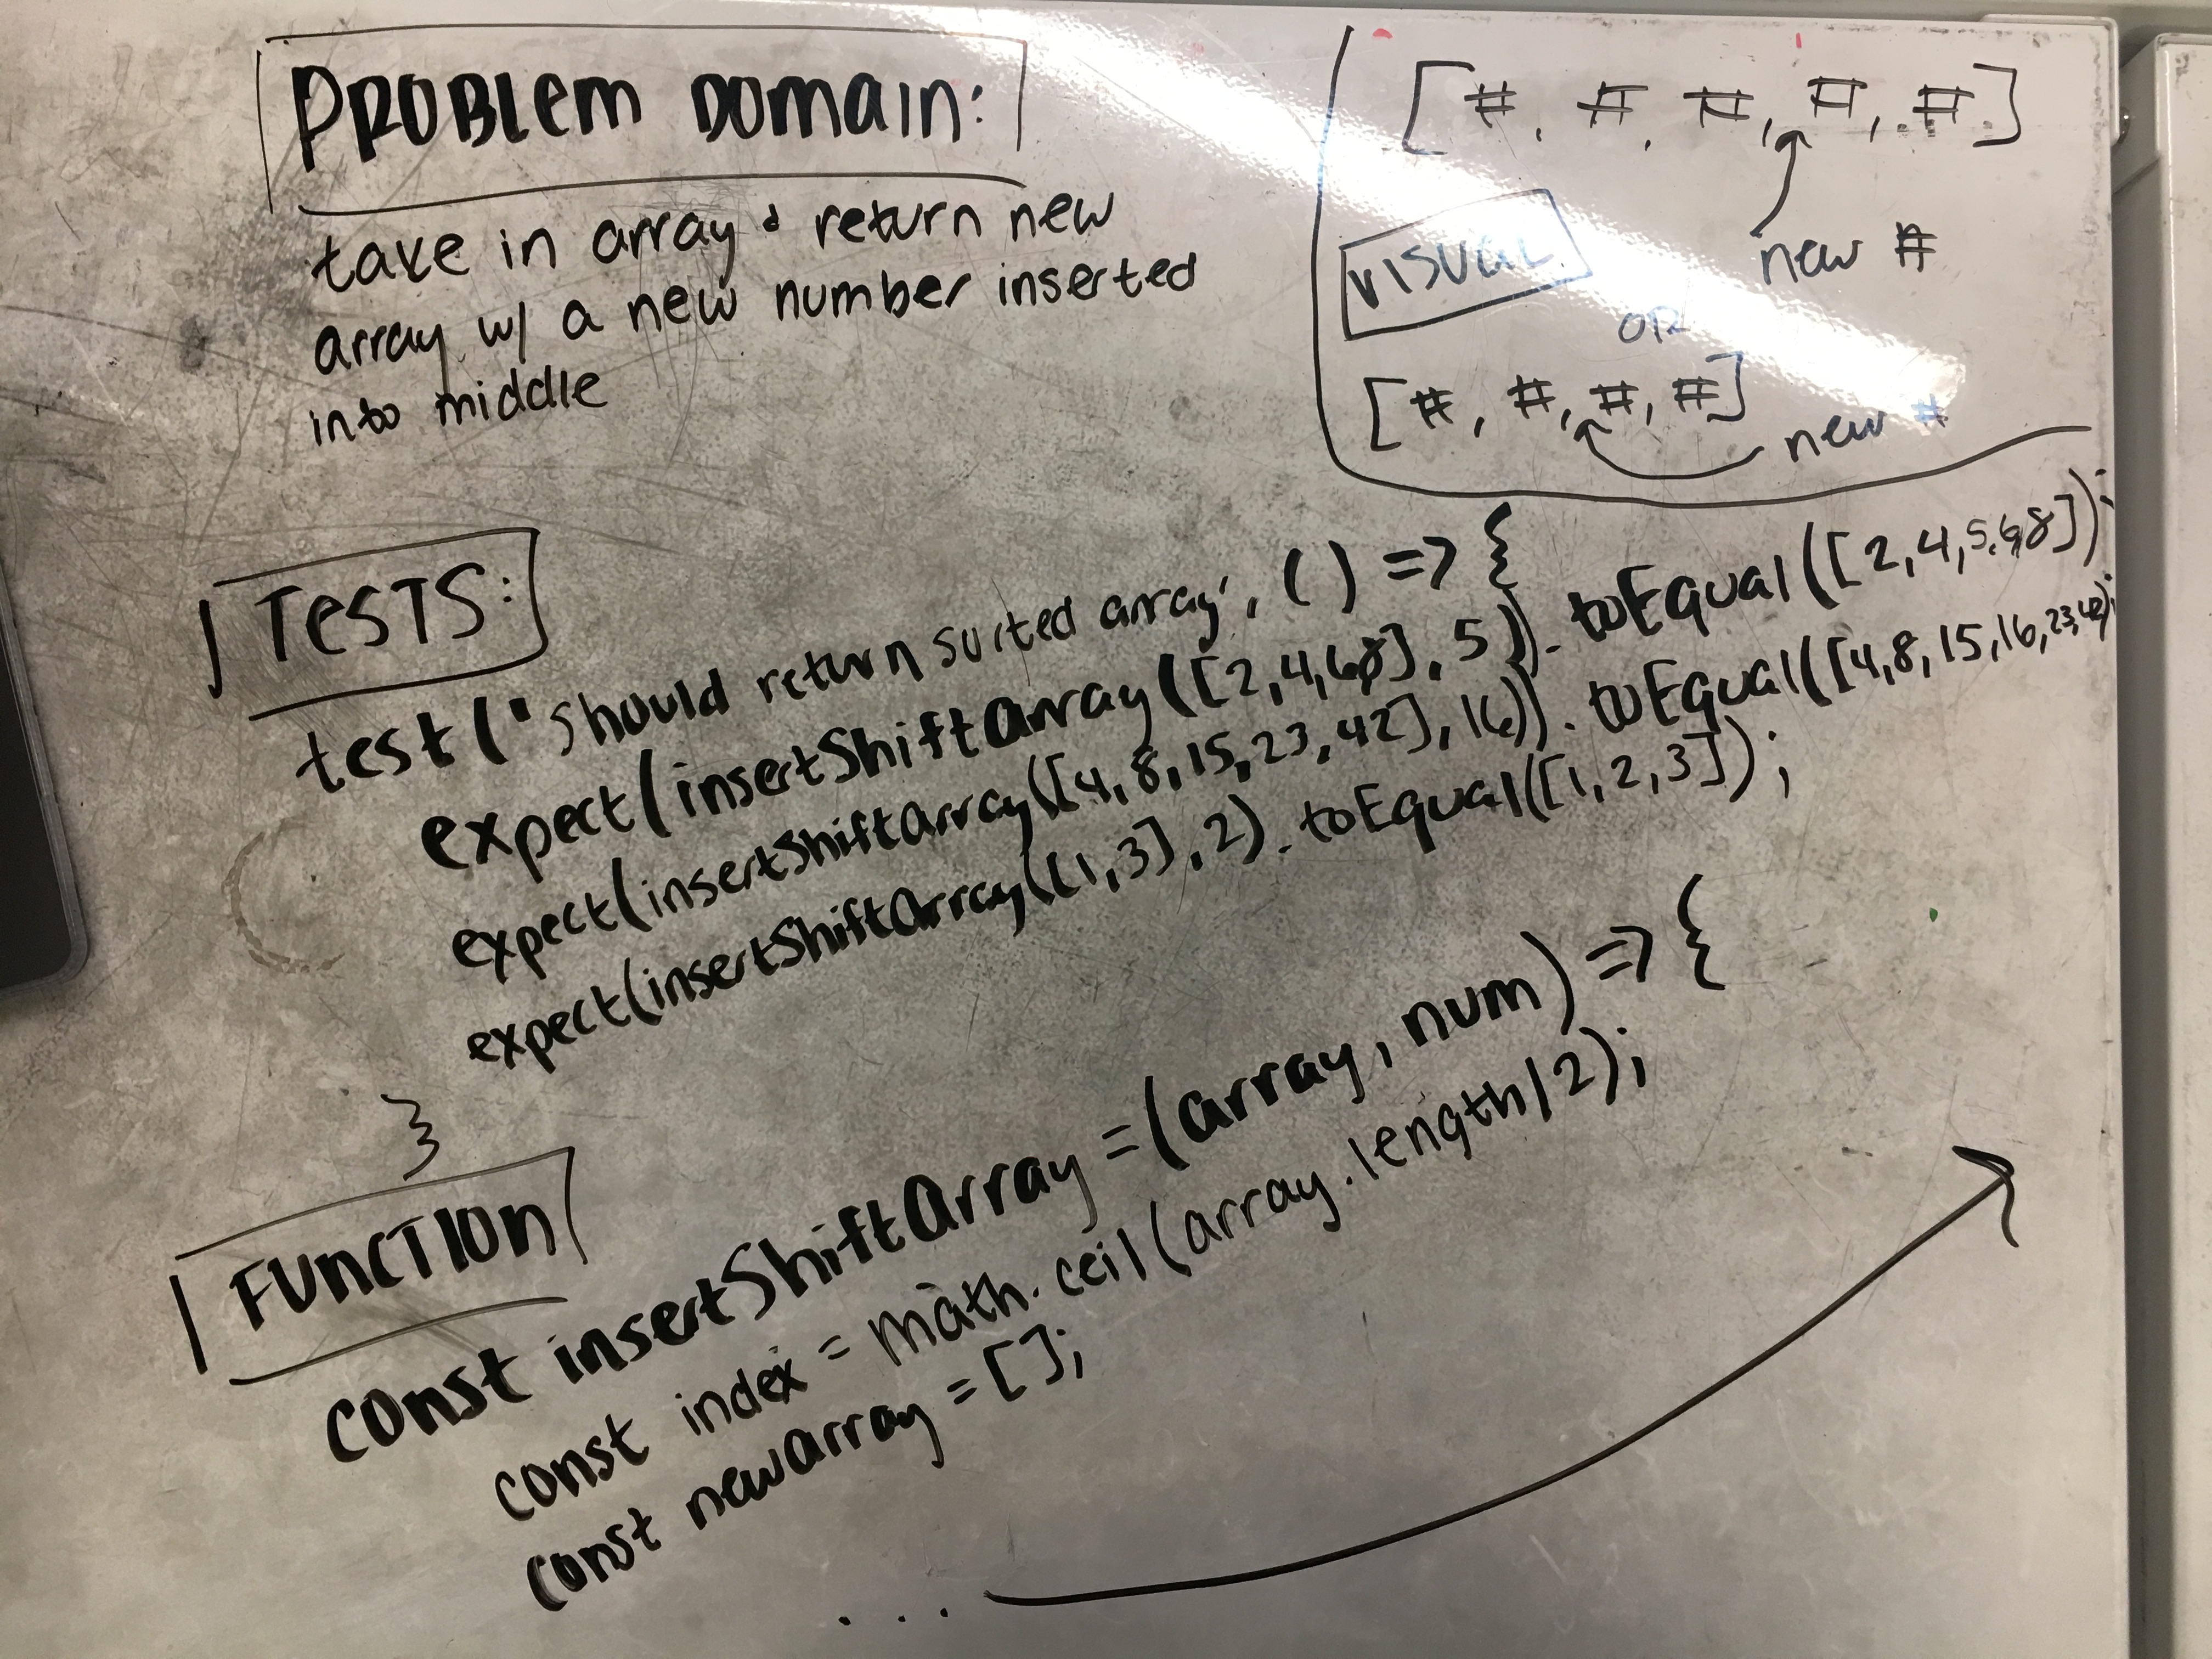 PROBLEM DOMAIN:
take in array & return new
array w/ a new number inserted
into middle
[#, #, #, #, #]
new #
VISUAL
OR
[#, #, #, #]
new #
TESTS:
test('should return sorted array', () => {
expect(insertShiftArray([2,4,6,8], 5)).toEqual([2,4,5,6,8]);
expect(insertShiftArray([4,8,15,23,42], 16)).toEqual([4,8,15,16,23,42]);
expect(insertShiftArray([1,3], 2).toEqual([1,2,3]);
}
FUNCTION
const insertShiftArray = (array, num) => {
const index = math.ceil(array.length/2);
const newArray = [];
...